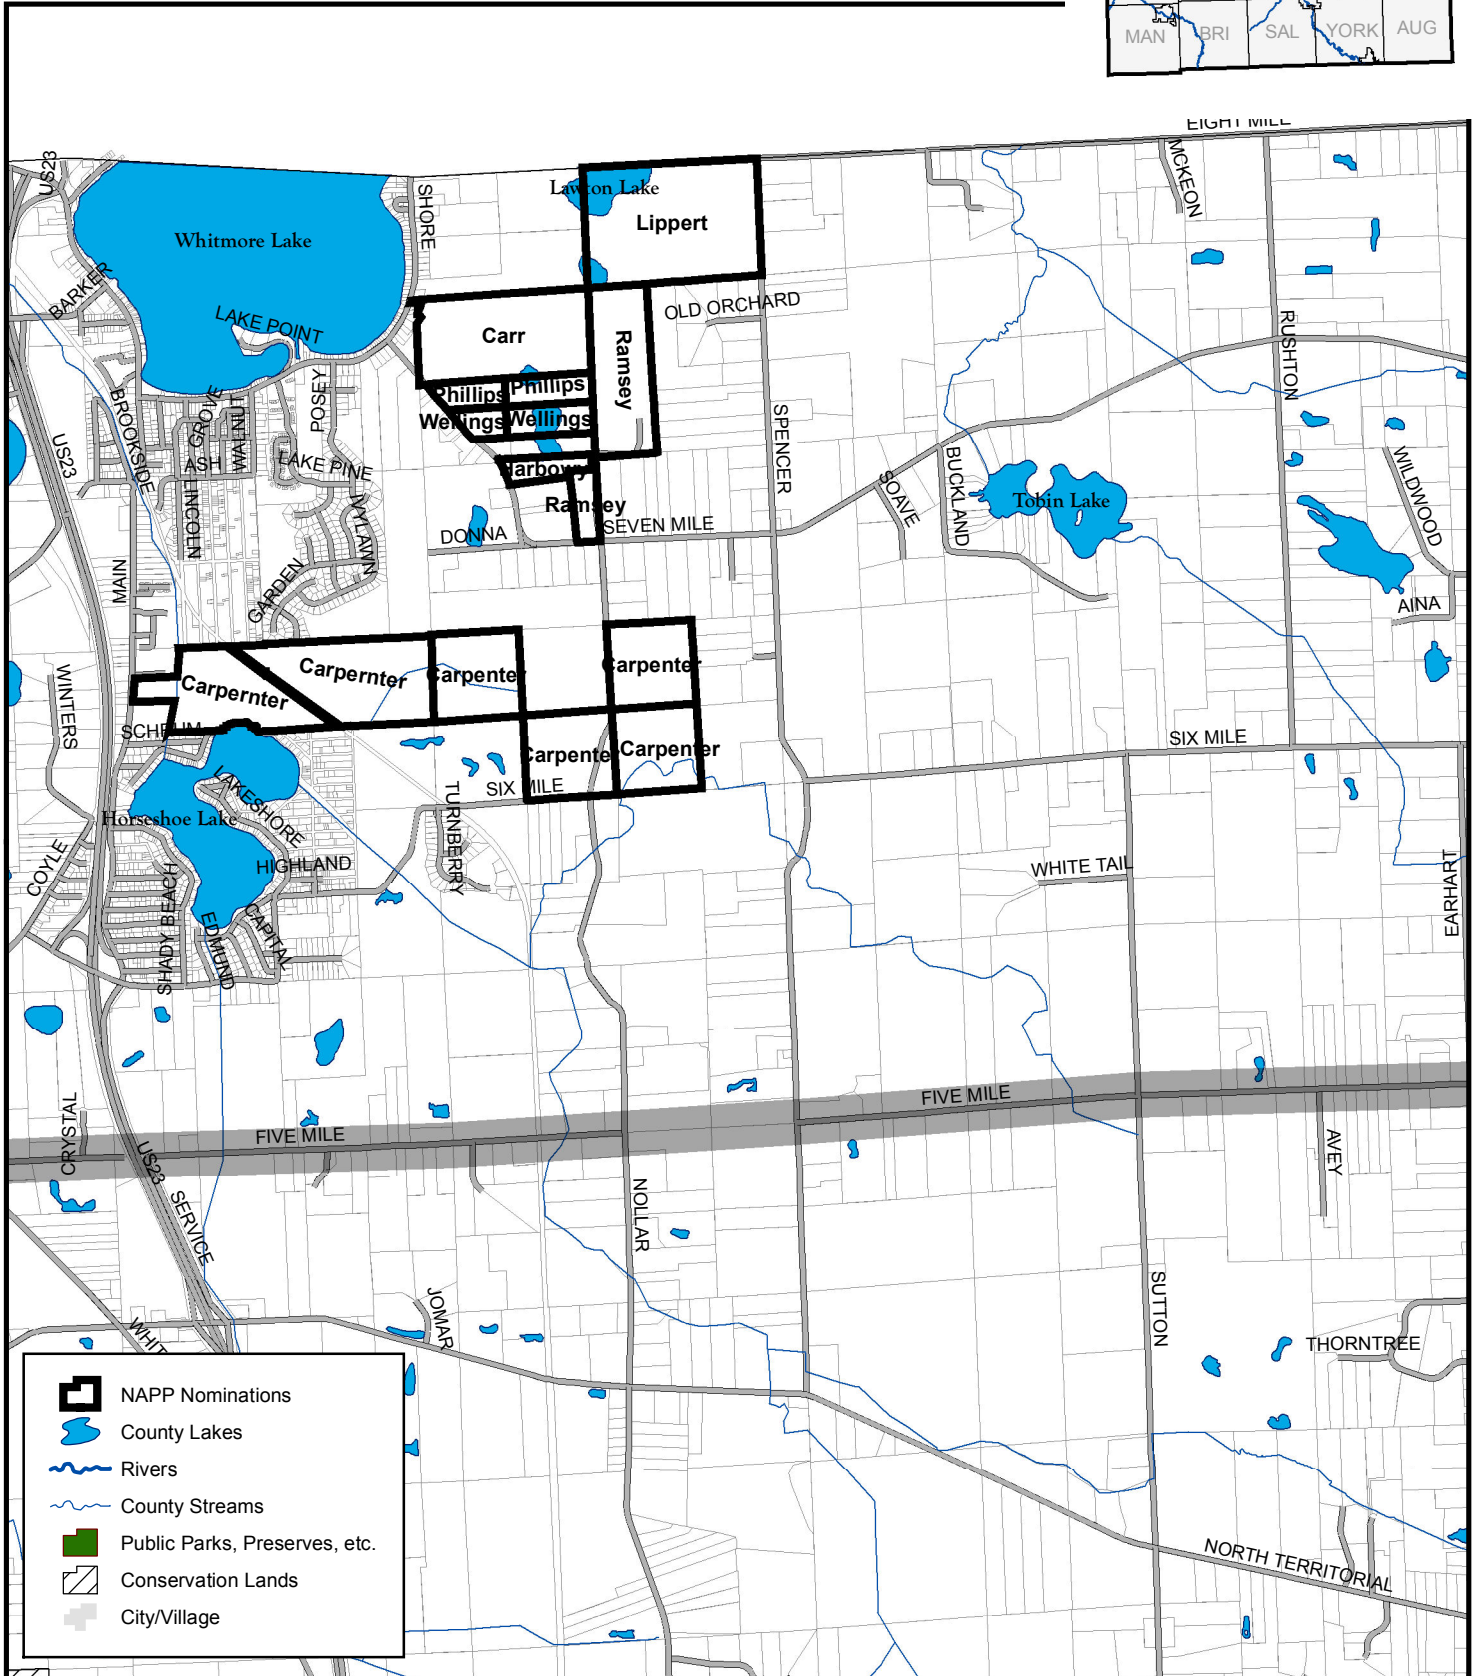 MAN BRI SAL YORK AUG
EIGHT MILE
US23
MCKEON
SHORE
Lawton Lake
Lippert
Whitmore Lake
BARKER
LAKE POINT
OLD ORCHARD
Carr
Ramsey
RUSHTON
POSEY
Phillips
Phillips
BROOKSIDE
GROVE
WALNUT
Wellings
Wellings
SPENCER
US23
ASH
LAKE PINE
Harbowy
SOAVE
BUCKLAND
WILDWOOD
LINCOLN
IVYLAWN
Ramsey
Tobin Lake
DONNA
SEVEN MILE
MAIN
GARDEN
AINA
Carpernter
Carpernter
Carpenter
Carpenter
WINTERS
SCHRUM
Carpenter
Carpenter
SIX MILE
SIX MILE
LAKESHORE
TURNBERRY
Horseshoe Lake
COYLE
HIGHLAND
WHITE TAIL
EARHART
SHADY BEACH
EDMUND
CAPITAL
FIVE MILE
FIVE MILE
CRYSTAL
US23
AVEY
SERVICE
NOLLAR
SUTTON
JOMAR
WHIT
THORNTREE
NAPP Nominations
County Lakes
Rivers
County Streams
Public Parks, Preserves, etc.
Conservation Lands
City/Village
NORTH TERRITORIAL